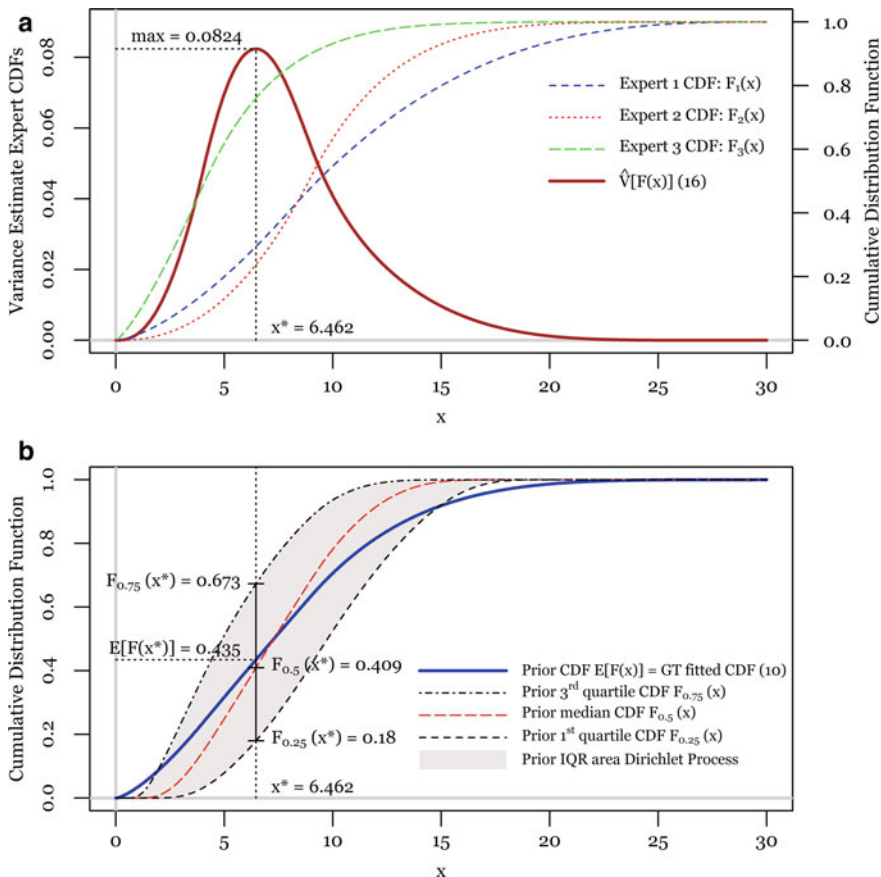 a
max = 0.0824
Expert 1 CDF: F₁(x)
Expert 2 CDF: F₂(x)
Expert 3 CDF: F₃(x)
V̂[F(x)] (16)
x* = 6.462
Variance Estimate Expert CDFs
0.00 0.02 0.04 0.06 0.08
Cumulative Distribution Function
0.0 0.2 0.4 0.6 0.8 1.0
0 5 10 15 20 25 30
x
b
F₀.₇₅ (x*) = 0.673
E[F(x*)] = 0.435
F₀.₅ (x*) = 0.409
F₀.₂₅ (x*) = 0.18
x* = 6.462
Prior CDF E[F(x)] = GT fitted CDF (10)
Prior 3ʳᵈ quartile CDF F₀.₇₅ (x)
Prior median CDF F₀.₅ (x)
Prior 1ˢᵗ quartile CDF F₀.₂₅ (x)
Prior IQR area Dirichlet Process
Cumulative Distribution Function
0.0 0.2 0.4 0.6 0.8 1.0
0 5 10 15 20 25 30
x